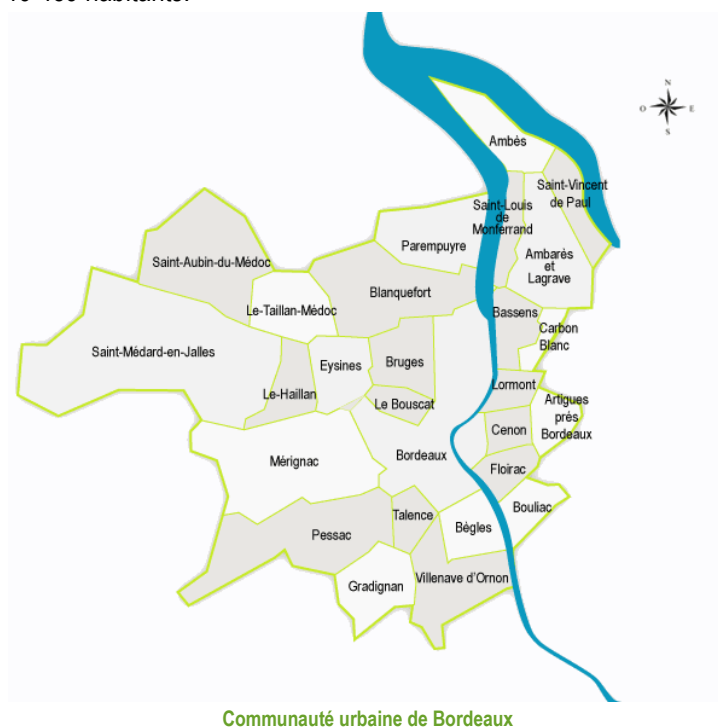 N
O
E
S
Ambès
Saint-Vincent
de Paul
Saint-Louis
de
Monferrand
Parempuyre
Ambarès
et
Lagrave
Saint-Aubin-du-Médoc
Blanquefort
Le-Taillan-Médoc
Bassens
Carbon
Blanc
Saint-Médard-en-Jalles
Eysines
Bruges
Le-Haillan
Lormont
Le Bouscat
Artigues
près
Bordeaux
Cenon
Mérignac
Bordeaux
Floirac
Bouliac
Talence
Bègles
Pessac
Gradignan
Villenave d'Ornon
Communauté urbaine de Bordeaux